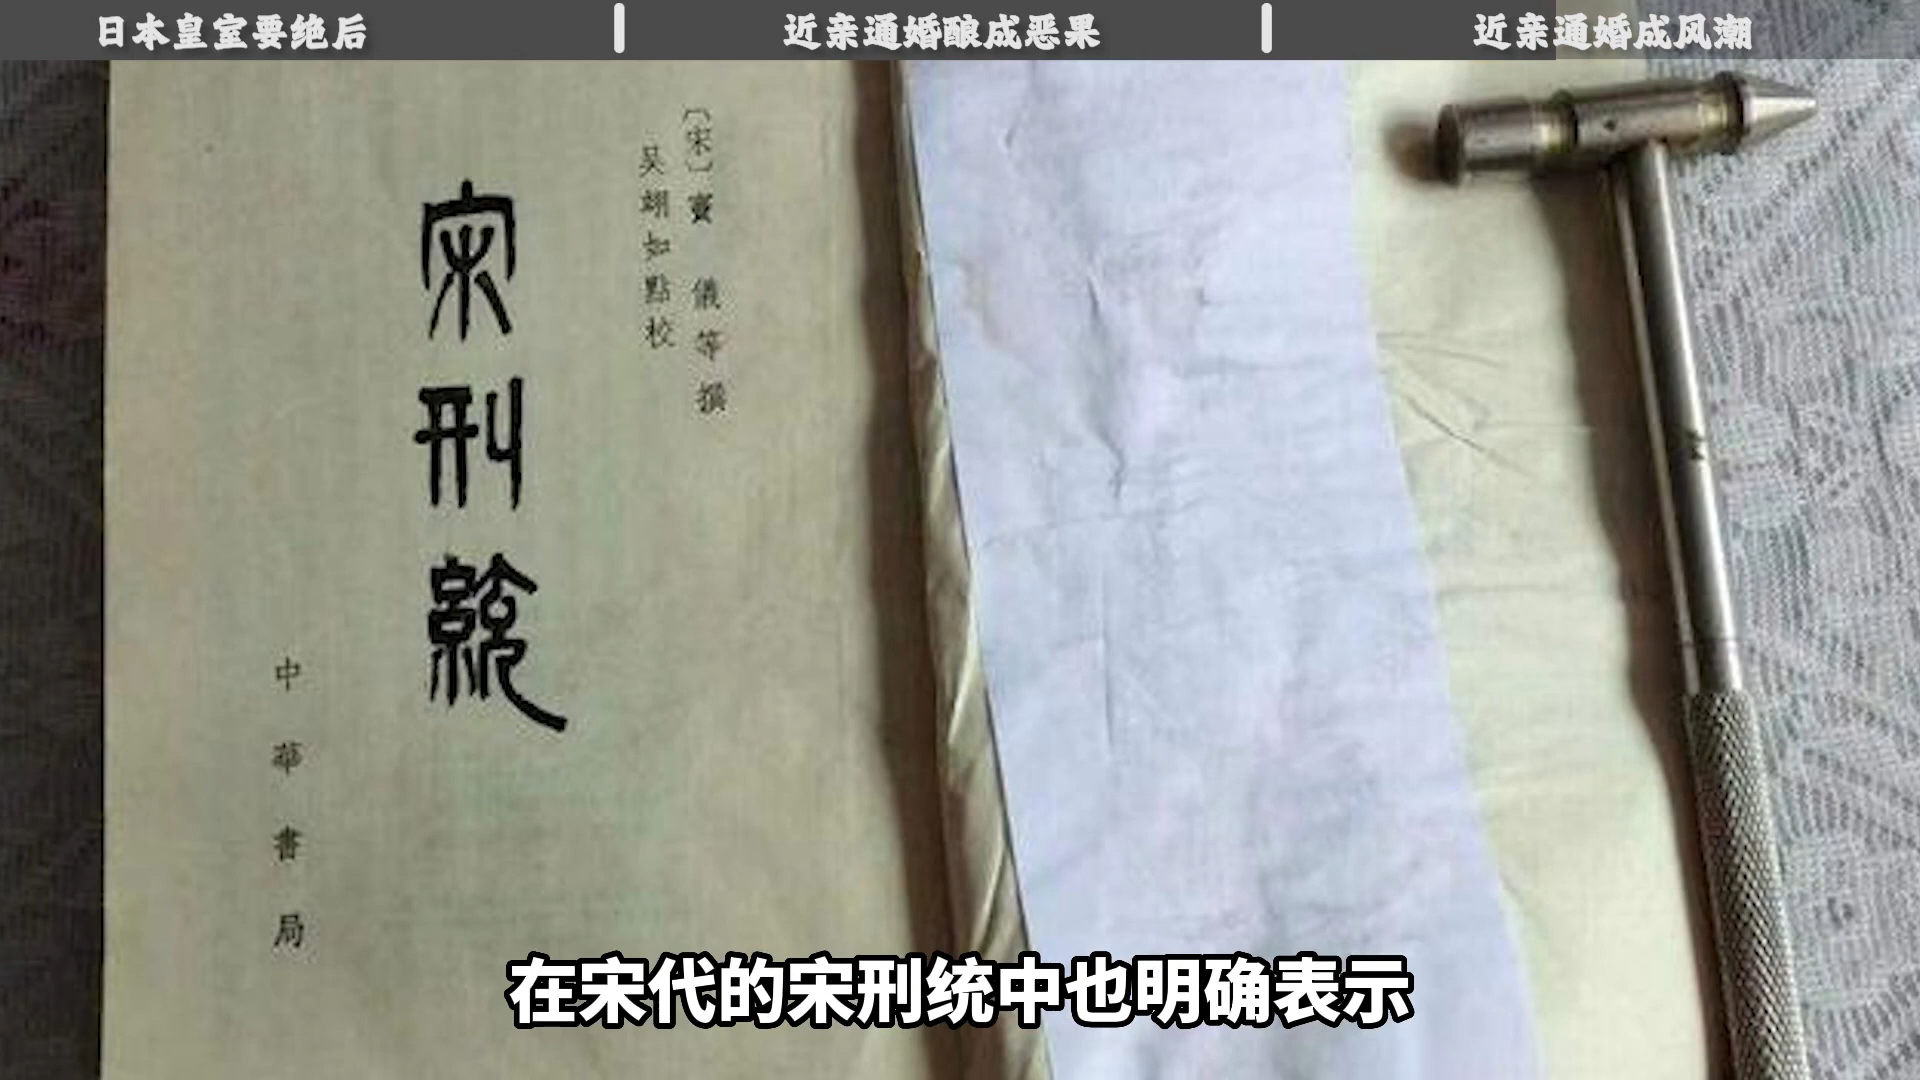 日本皇室要绝后
近亲通婚酿成恶果
近亲通婚成风潮
〔宋〕竇 儀等撰
吴翊如點校
宋刑統
中華書局
在宋代的宋刑统中也明确表示